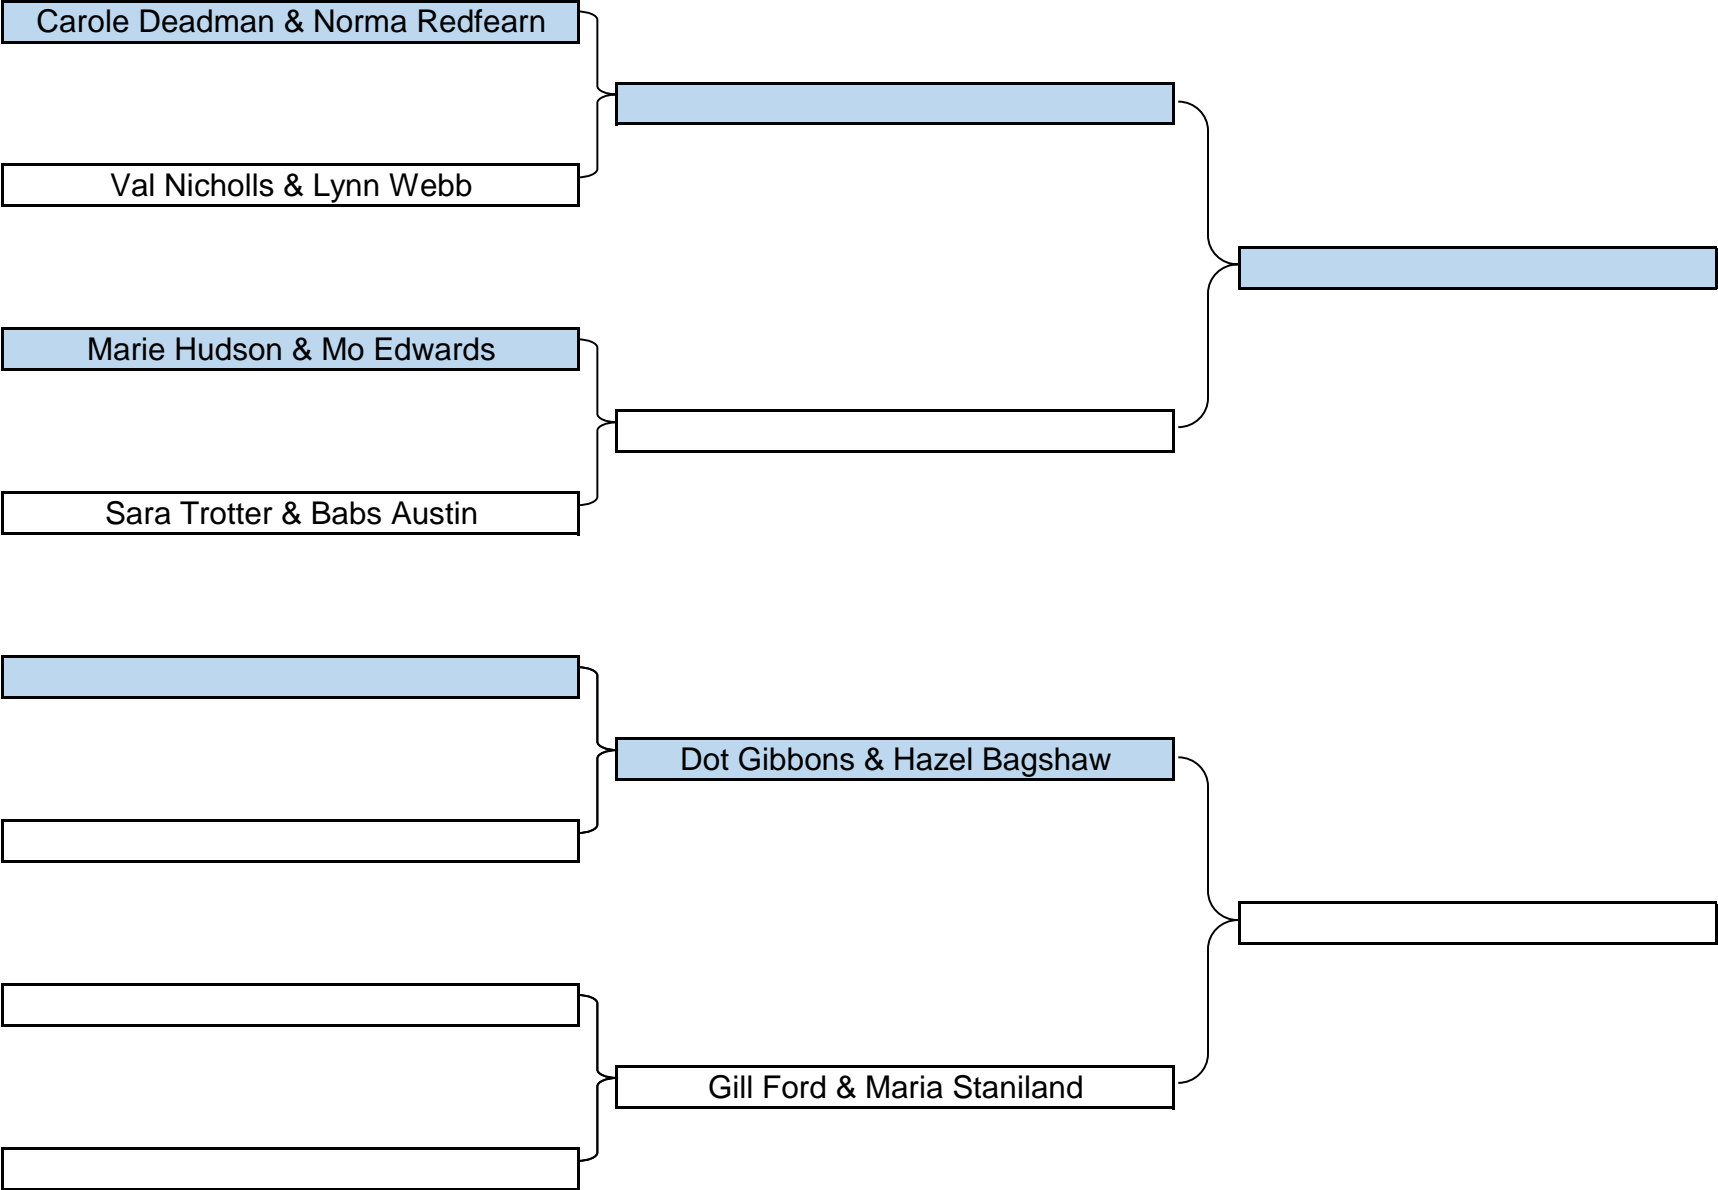 Carole Deadman & Norma Redfearn
Val Nicholls & Lynn Webb
Marie Hudson & Mo Edwards
Sara Trotter & Babs Austin
Dot Gibbons & Hazel Bagshaw
Gill Ford & Maria Staniland